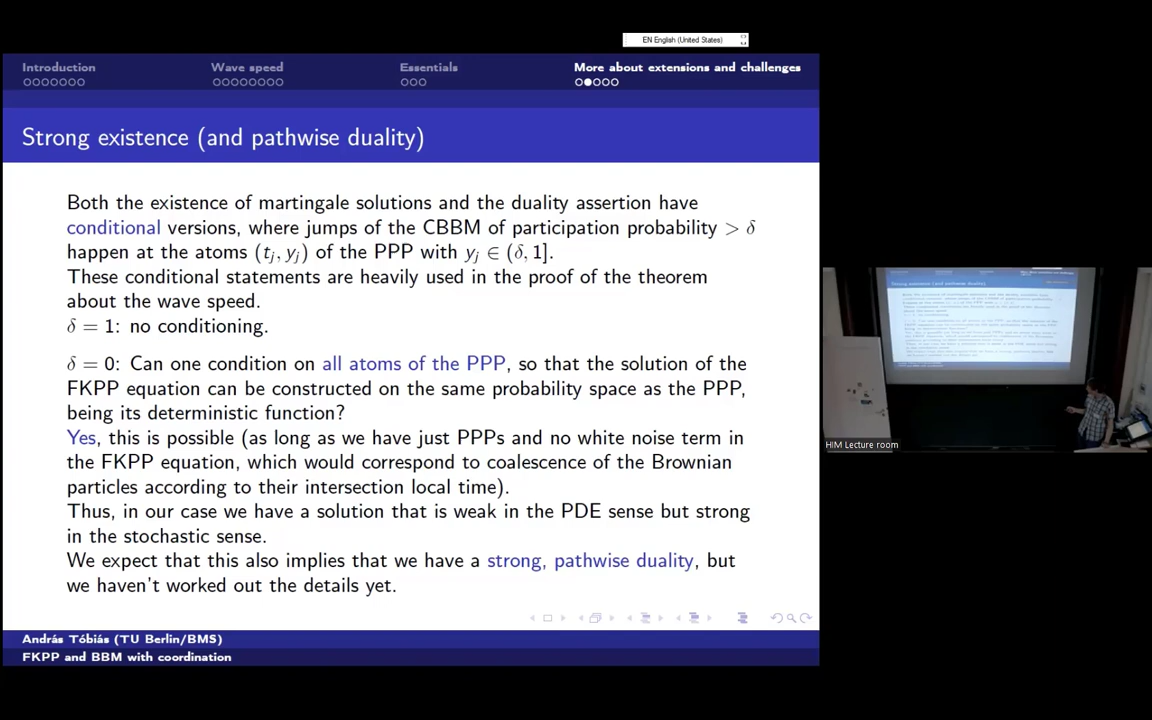 EN English (United States)
Introduction
Wave speed
Essentials
More about extensions and challenges
Strong existence (and pathwise duality)
Both the existence of martingale solutions and the duality assertion have
conditional versions, where jumps of the CBBM of participation probability > δ
happen at the atoms (tj, yj) of the PPP with yj ∈ (δ, 1].
These conditional statements are heavily used in the proof of the theorem
about the wave speed.
δ = 1: no conditioning.
δ = 0: Can one condition on all atoms of the PPP, so that the solution of the
FKPP equation can be constructed on the same probability space as the PPP,
being its deterministic function?
Yes, this is possible (as long as we have just PPPs and no white noise term in
the FKPP equation, which would correspond to coalescence of the Brownian
particles according to their intersection local time).
Thus, in our case we have a solution that is weak in the PDE sense but strong
in the stochastic sense.
We expect that this also implies that we have a strong, pathwise duality, but
we haven't worked out the details yet.
András Tóbiás (TU Berlin/BMS)
FKPP and BBM with coordination
HIM Lecture room